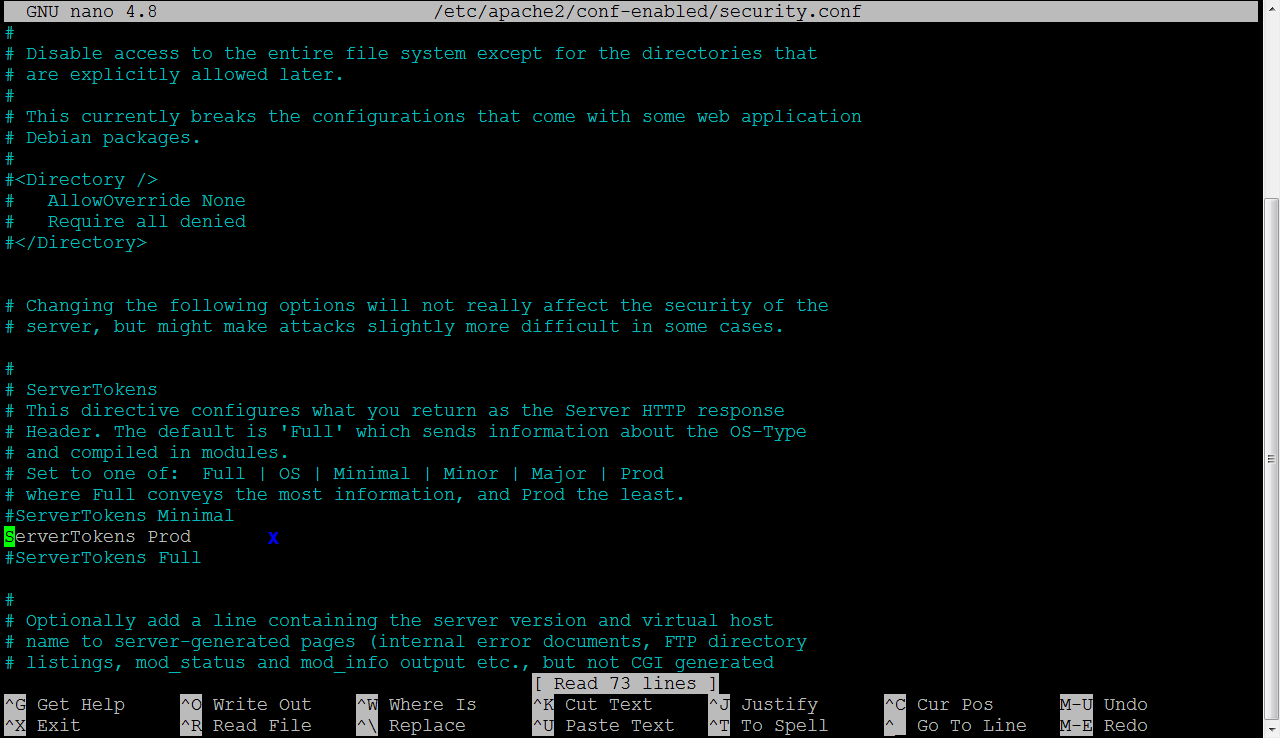 GNU nano 4.8 /etc/apache2/conf-enabled/security.conf
#
# Disable access to the entire file system except for the directories that
# are explicitly allowed later.
#
# This currently breaks the configurations that come with some web application
# Debian packages.
#
#<Directory />
#   AllowOverride None
#   Require all denied
#</Directory>
# Changing the following options will not really affect the security of the
# server, but might make attacks slightly more difficult in some cases.
#
# ServerTokens
# This directive configures what you return as the Server HTTP response
# Header. The default is 'Full' which sends information about the OS-Type
# and compiled in modules.
# Set to one of:  Full | OS | Minimal | Minor | Major | Prod
# where Full conveys the most information, and Prod the least.
#ServerTokens Minimal
ServerTokens Prod x
#ServerTokens Full
#
# Optionally add a line containing the server version and virtual host
# name to server-generated pages (internal error documents, FTP directory
# listings, mod_status and mod_info output etc., but not CGI generated
[ Read 73 lines ]
^G Get Help ^O Write Out ^W Where Is ^K Cut Text ^J Justify ^C Cur Pos M-U Undo
^X Exit ^R Read File ^\ Replace ^U Paste Text ^T To Spell ^_ Go To Line M-E Redo